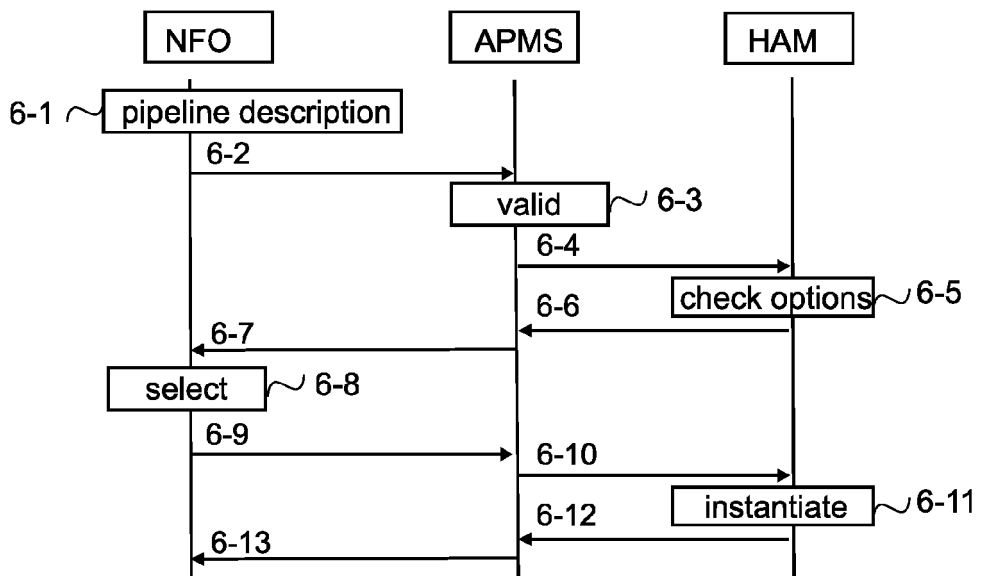 NFO APMS HAM
6-1 pipeline description
6-2
valid 6-3
6-4
check options 6-5
6-6
6-7
select 6-8
6-9
6-10
instantiate 6-11
6-12
6-13